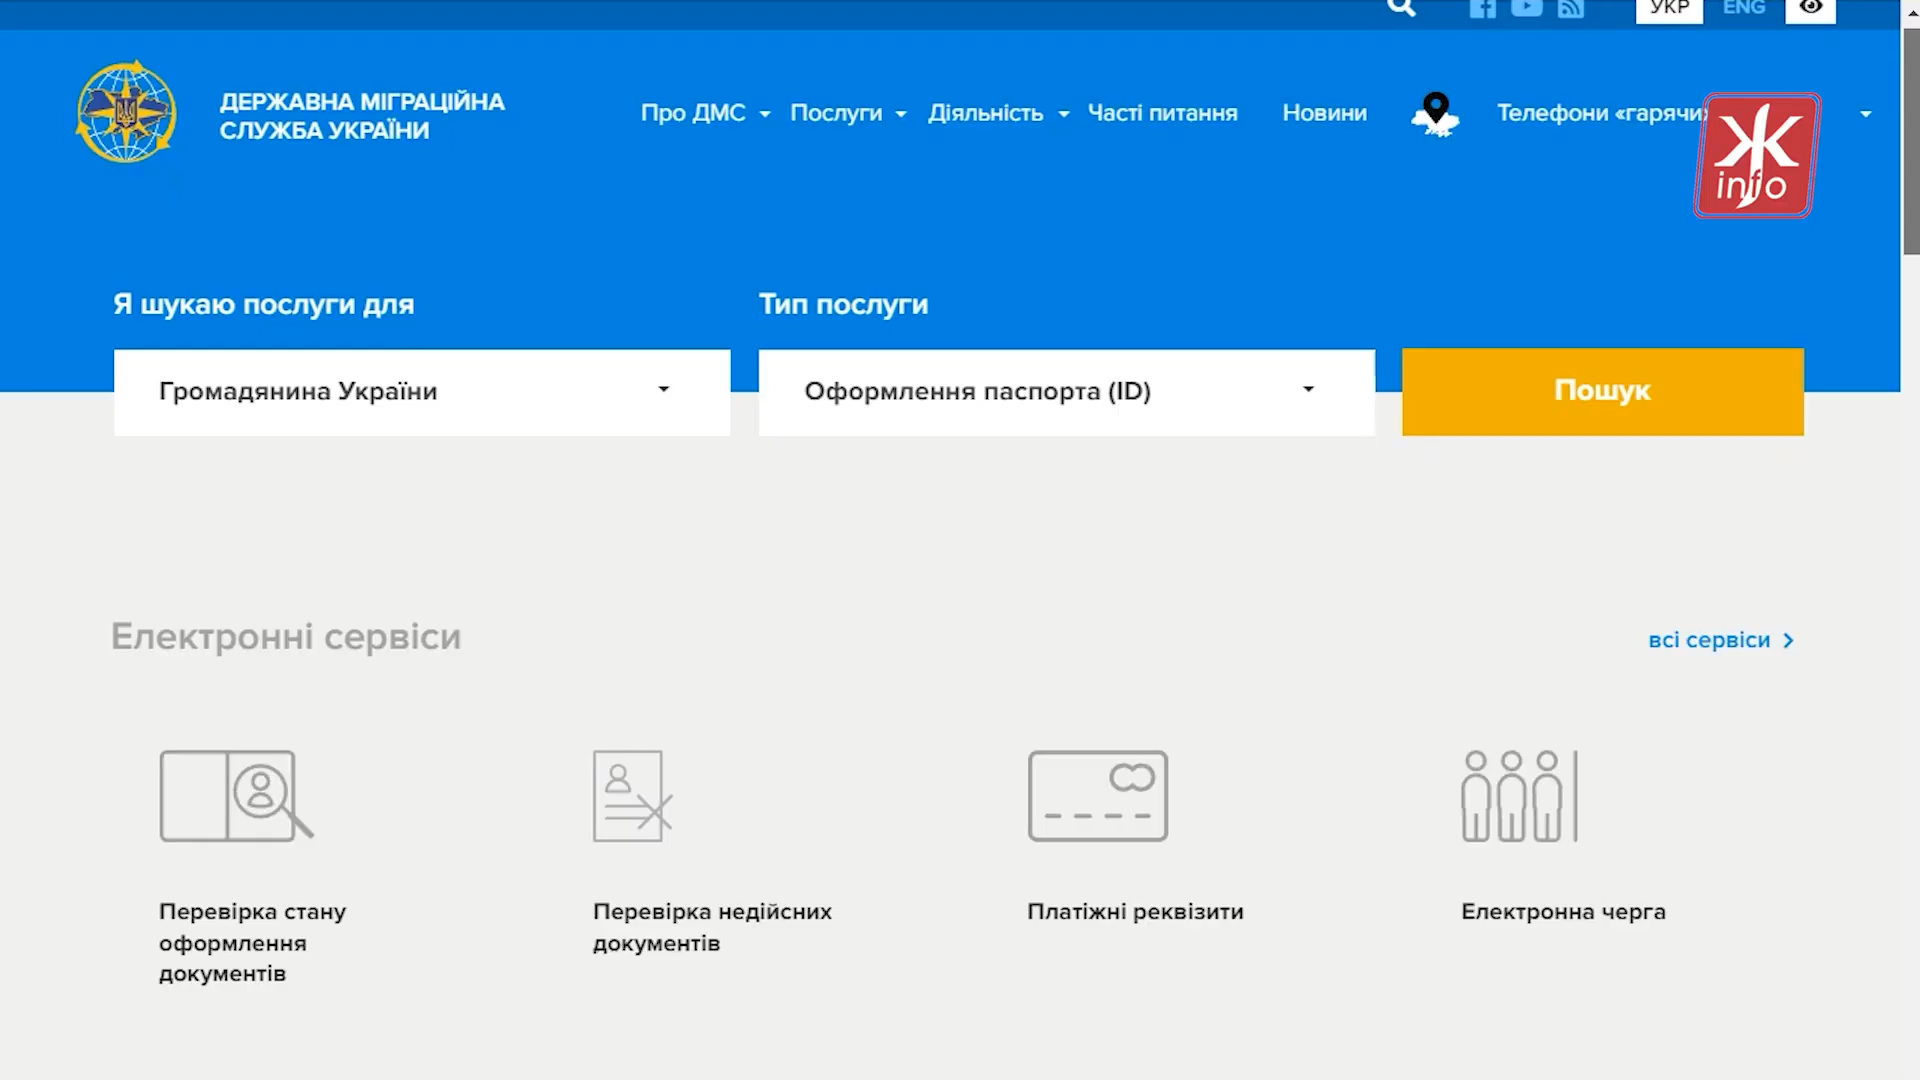 УКР ENG
ДЕРЖАВНА МІГРАЦІЙНА
СЛУЖБА УКРАЇНИ
Про ДМС Послуги Діяльність Часті питання Новини Телефони «гарячи
Ж
info
Я шукаю послуги для
Тип послуги
Громадянина України
Оформлення паспорта (ID)
Пошук
Електронні сервіси
всі сервіси
Перевірка стану
оформлення
документів
Перевірка недійсних
документів
Платіжні реквізити
Електронна черга